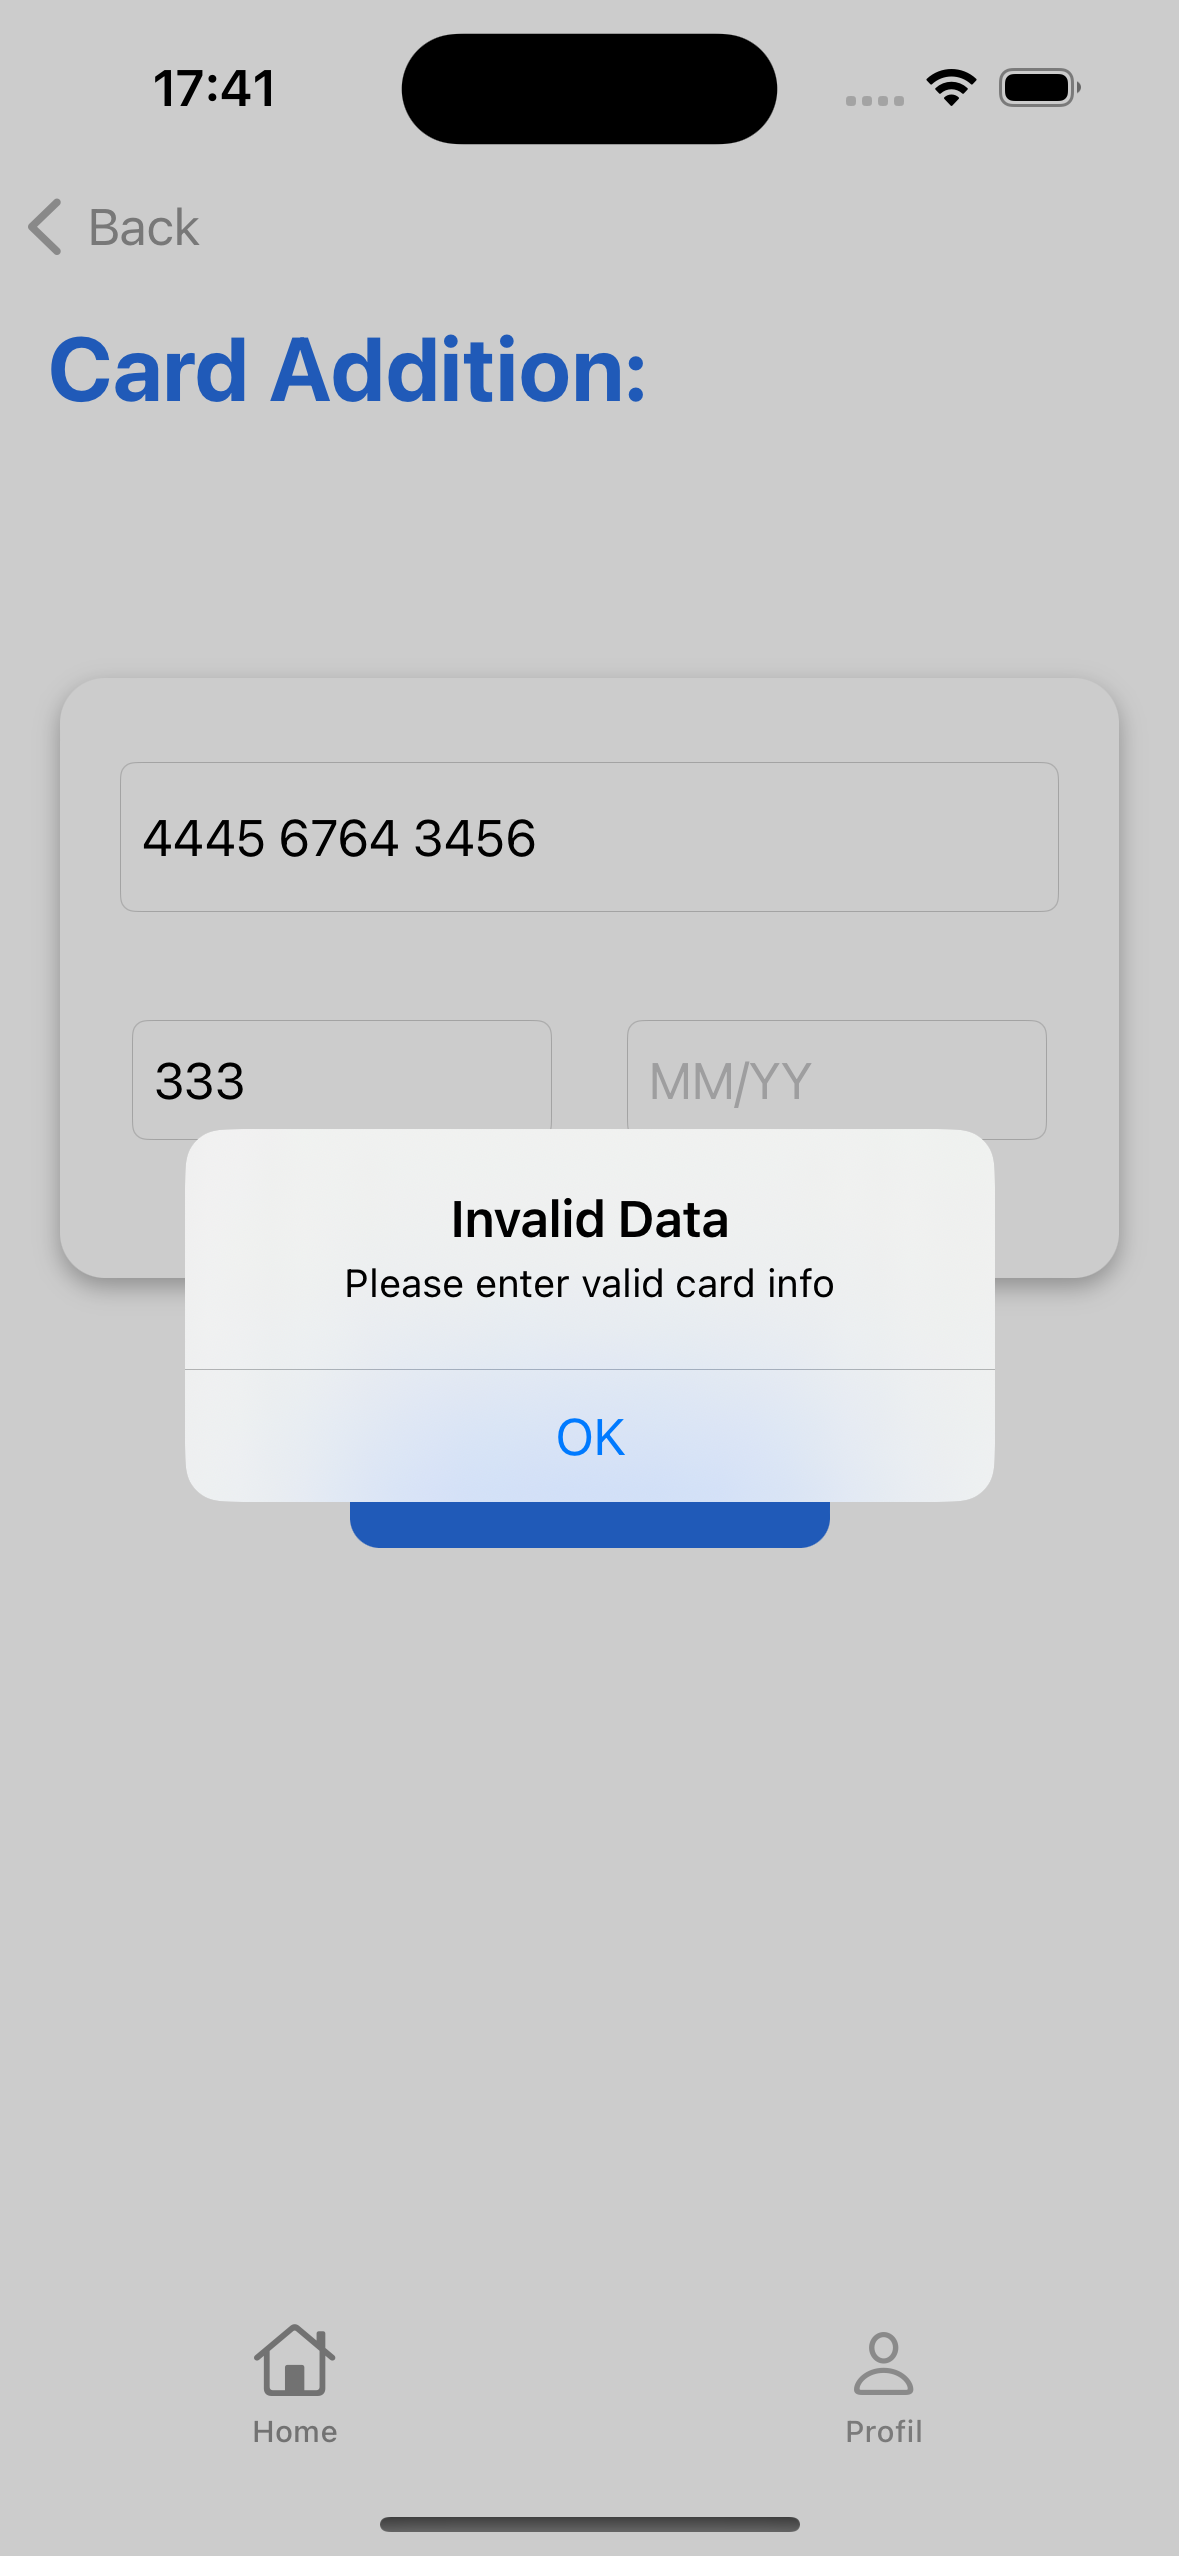 17:41
Back
Card Addition:
4445 6764 3456
333
MM/YY
Invalid Data
Please enter valid card info
OK
Home
Profil